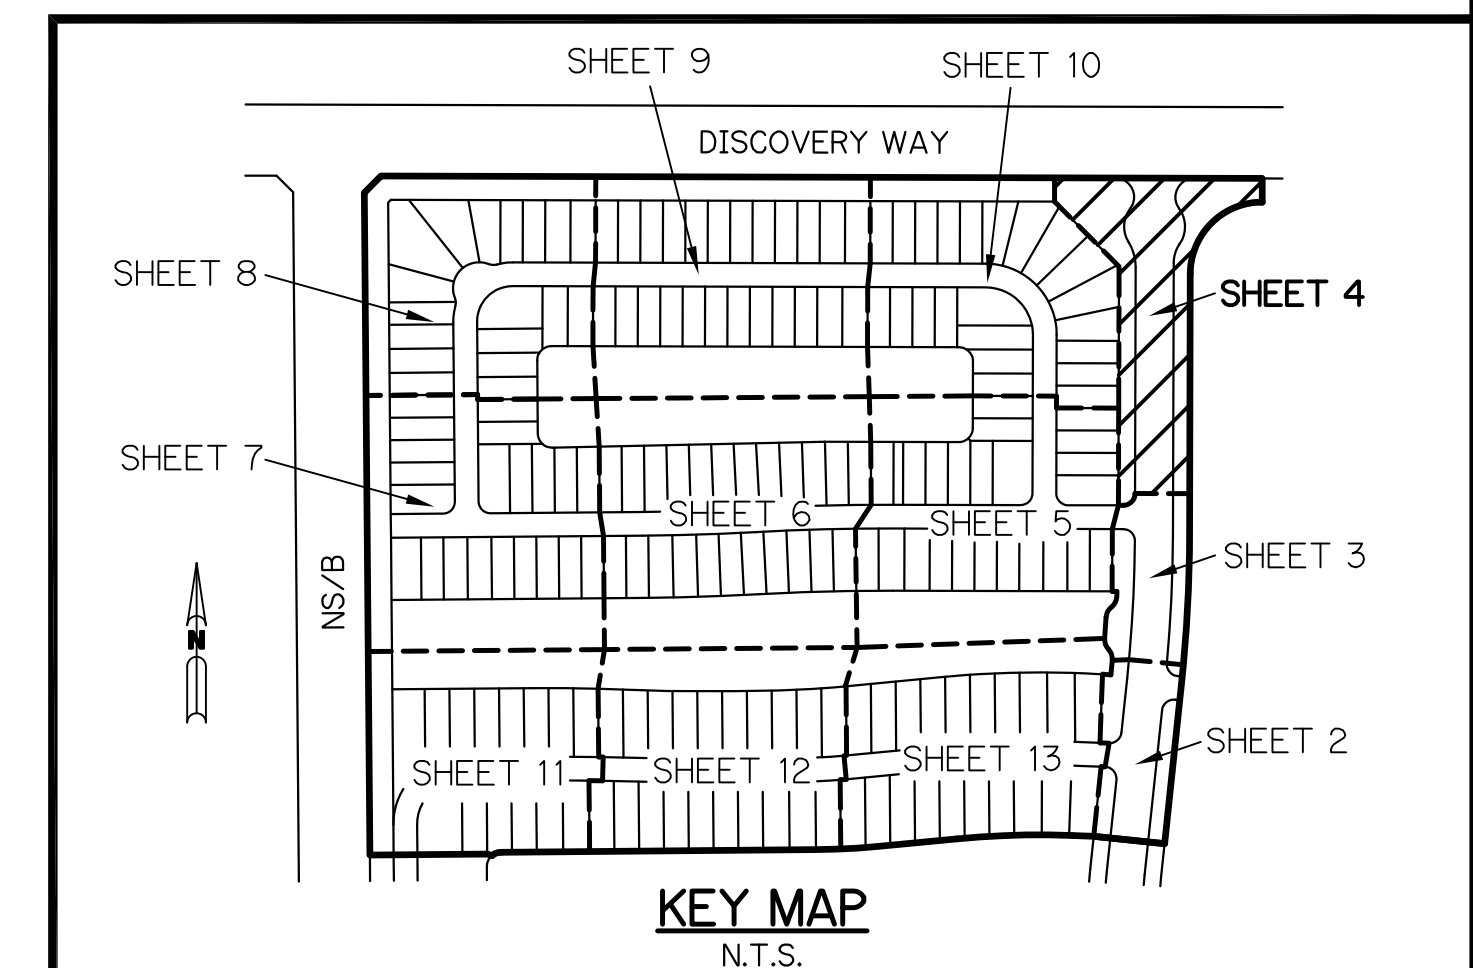 SHEET 9
SHEET 10
DISCOVERY WAY
SHEET 8
SHEET 4
SHEET 7
SHEET 6
SHEET 5
SHEET 3
NS/B
N
SHEET 2
SHEET 11
SHEET 12
SHEET 13
KEY MAP
N.T.S.